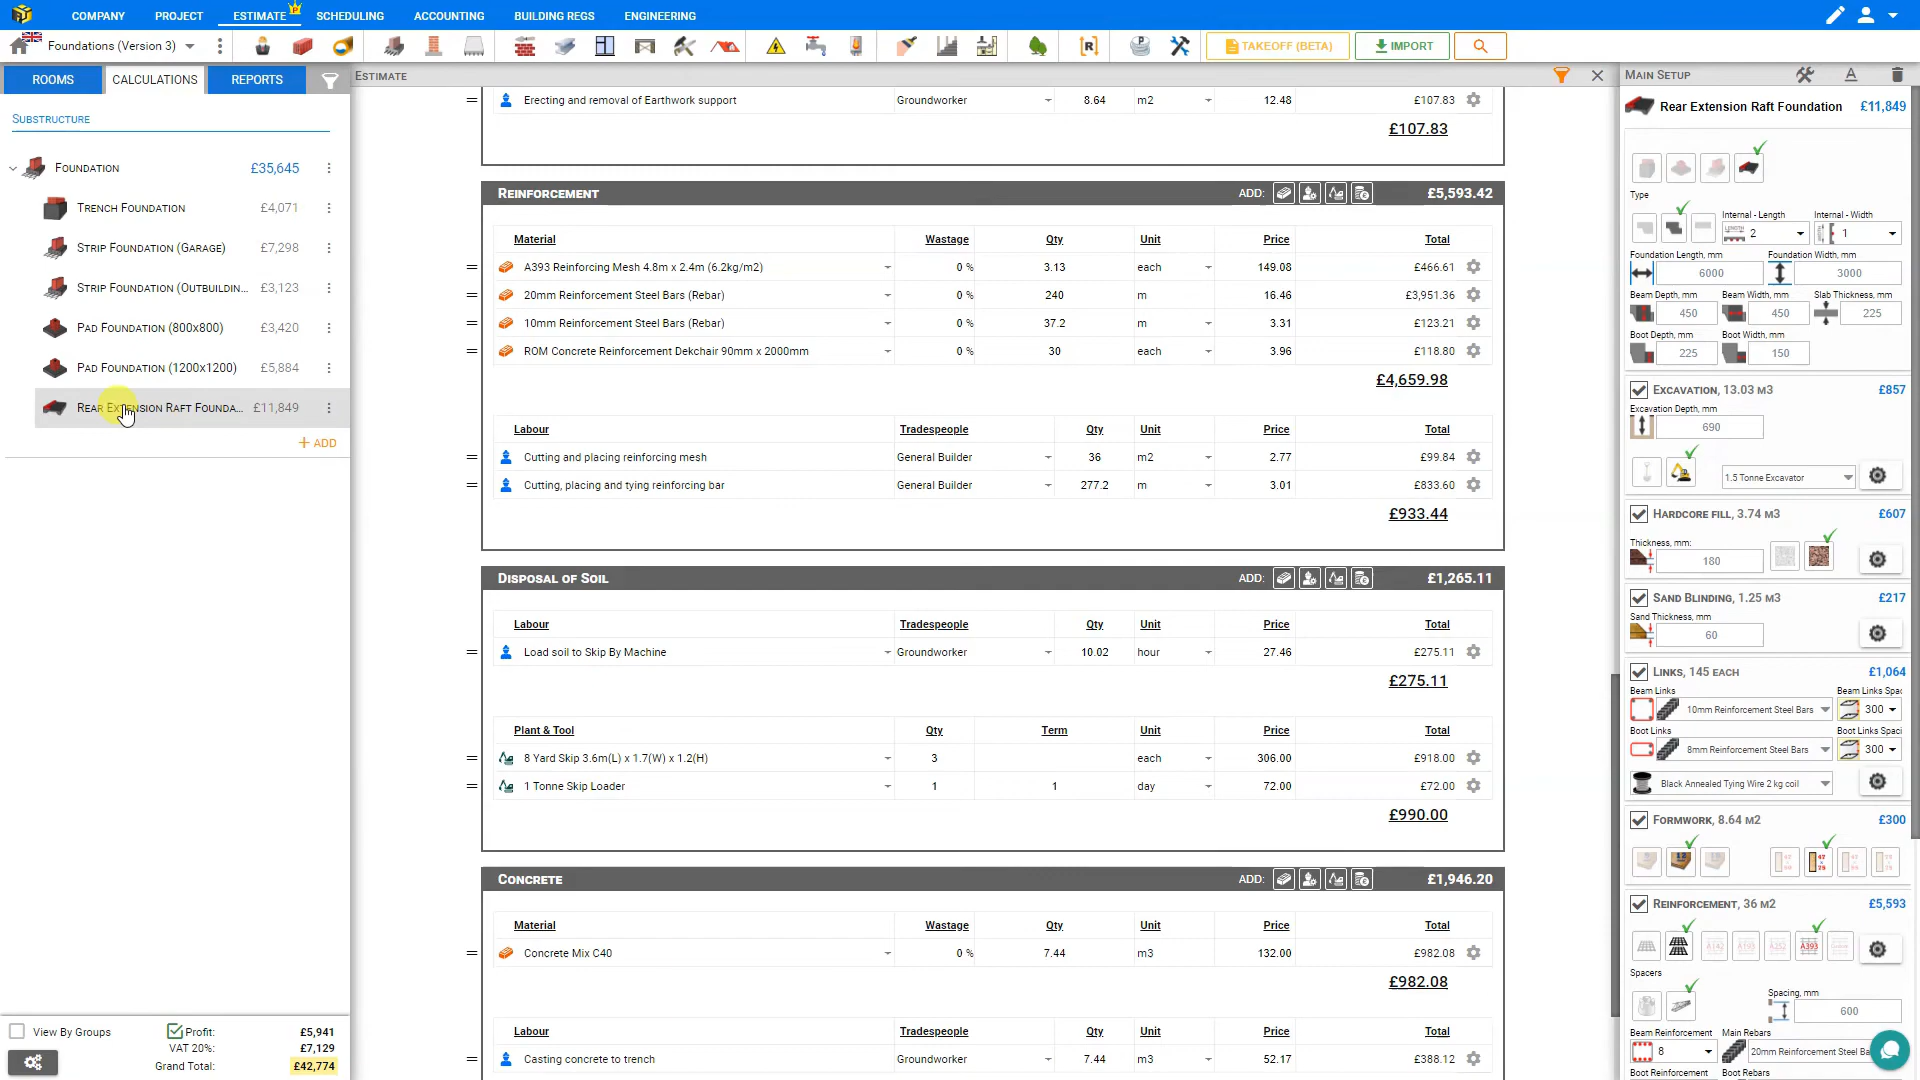 COMPANY PROJECT ESTIMATE SCHEDULING ACCOUNTING BUILDING REGS ENGINEERING
Foundations (Version 3) TAKEOFF (BETA) IMPORT
ROOMS CALCULATIONS REPORTS
SUBSTRUCTURE
FOUNDATION £35,645
TRENCH FOUNDATION £4,071
STRIP FOUNDATION (GARAGE) £7,298
STRIP FOUNDATION (OUTBUILDIN... £3,123
PAD FOUNDATION (800X800) £3,420
PAD FOUNDATION (1200X1200) £5,884
REAR EXTENSION RAFT FOUNDA... £11,849
+ ADD
View By Groups
Profit: £5,941
VAT 20%: £7,129
Grand Total: £42,774
ESTIMATE
Erecting and removal of Earthwork support Groundworker 8.64 m2 12.48 £107.83
£107.83
REINFORCEMENT ADD: £5,593.42
Material Wastage Qty Unit Price Total
A393 Reinforcing Mesh 4.8m x 2.4m (6.2kg/m2) 0 % 3.13 each 149.08 £466.61
20mm Reinforcement Steel Bars (Rebar) 0 % 240 m 16.46 £3,951.36
10mm Reinforcement Steel Bars (Rebar) 0 % 37.2 m 3.31 £123.21
ROM Concrete Reinforcement Dekchair 90mm x 2000mm 0 % 30 each 3.96 £118.80
£4,659.98
Labour Tradespeople Qty Unit Price Total
Cutting and placing reinforcing mesh General Builder 36 m2 2.77 £99.84
Cutting, placing and tying reinforcing bar General Builder 277.2 m 3.01 £833.60
£933.44
DISPOSAL OF SOIL ADD: £1,265.11
Labour Tradespeople Qty Unit Price Total
Load soil to Skip By Machine Groundworker 10.02 hour 27.46 £275.11
£275.11
Plant & Tool Qty Term Unit Price Total
8 Yard Skip 3.6m(L) x 1.7(W) x 1.2(H) 3 each 306.00 £918.00
1 Tonne Skip Loader 1 1 day 72.00 £72.00
£990.00
CONCRETE ADD: £1,946.20
Material Wastage Qty Unit Price Total
Concrete Mix C40 0 % 7.44 m3 132.00 £982.08
£982.08
Labour Tradespeople Qty Unit Price Total
Casting concrete to trench Groundworker 7.44 m3 52.17 £388.12
MAIN SETUP
Rear Extension Raft Foundation £11,849
Type
Internal - Length Internal - Width
2 1
Foundation Length, mm Foundation Width, mm
6000 3000
Beam Depth, mm Beam Width, mm Slab Thickness, mm
450 450 225
Boot Depth, mm Boot Width, mm
225 150
EXCAVATION, 13.03 M3 £857
Excavation Depth, mm
690
1.5 Tonne Excavator
HARDCORE FILL, 3.74 M3 £607
Thickness, mm:
180
SAND BLINDING, 1.25 M3 £217
Sand Thickness, mm
60
LINKS, 145 EACH £1,064
Beam Links Beam Links Spac
10mm Reinforcement Steel Bars 300
Boot Links Boot Links Spaci
8mm Reinforcement Steel Bars 300
Black Annealed Tying Wire 2 kg coil
FORMWORK, 8.64 M2 £300
REINFORCEMENT, 36 M2 £5,593
A142 A193 A252 A393
Spacers
Spacing, mm
600
Beam Reinforcement Main Rebars
8 20mm Reinforcement Steel Ba
Boot Reinforcement Boot Rebars